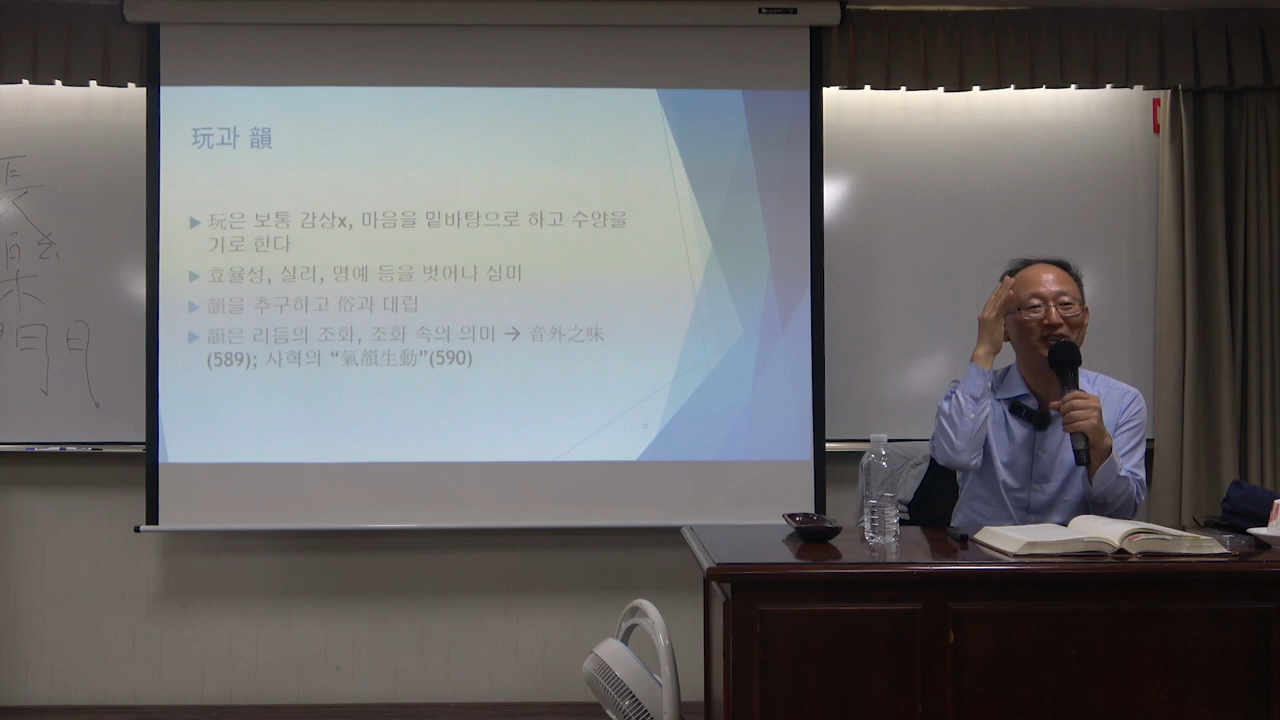 玩과 韻
玩은 보통 감상x, 마음을 밑바탕으로 하고 수양을
기로 한다
효율성, 실리, 명예 등을 벗어나 심미
韻을 추구하고 俗과 대립
韻은 리듬의 조화, 조화 속의 의미 → 音外之味
(589); 사혁의 “氣韻生動”(590)
長
樂
門